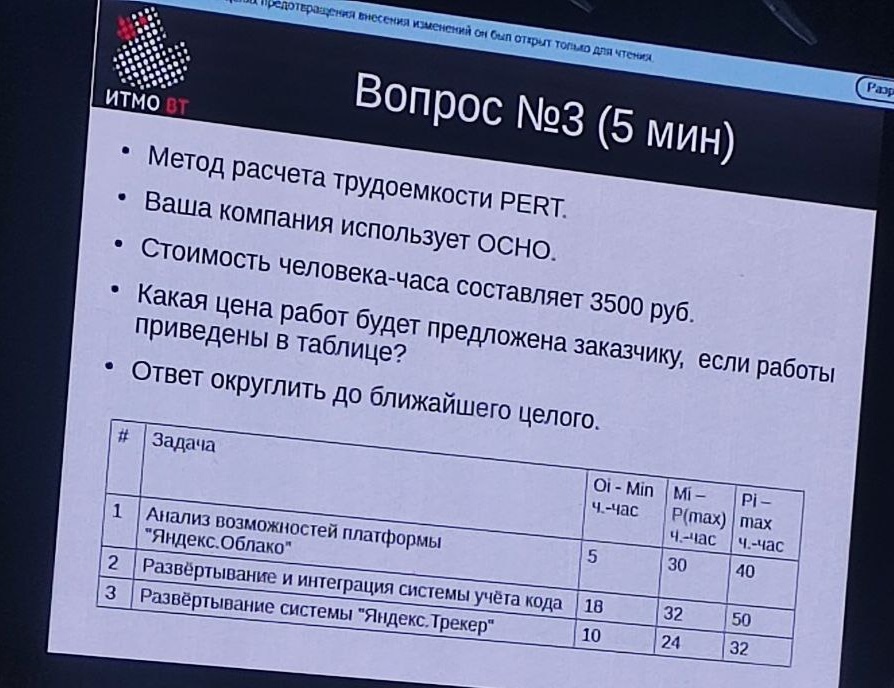 предотвращения внесения изменений он был открыт только для чтения.
ИТМО ВТ
Вопрос №3 (5 мин)
• Метод расчета трудоемкости PERT.
• Ваша компания использует ОСНО.
• Стоимость человека-часа составляет 3500 руб.
• Какая цена работ будет предложена заказчику, если работы
приведены в таблице?
• Ответ округлить до ближайшего целого.
# Задача Oi - Min ч.-час Mi – P(max) ч.-час Pi – max ч.-час
1 Анализ возможностей платформы
"Яндекс.Облако" 5 30 40
2 Развёртывание и интеграция системы учёта кода 18 32 50
3 Развёртывание системы "Яндекс.Трекер" 10 24 32